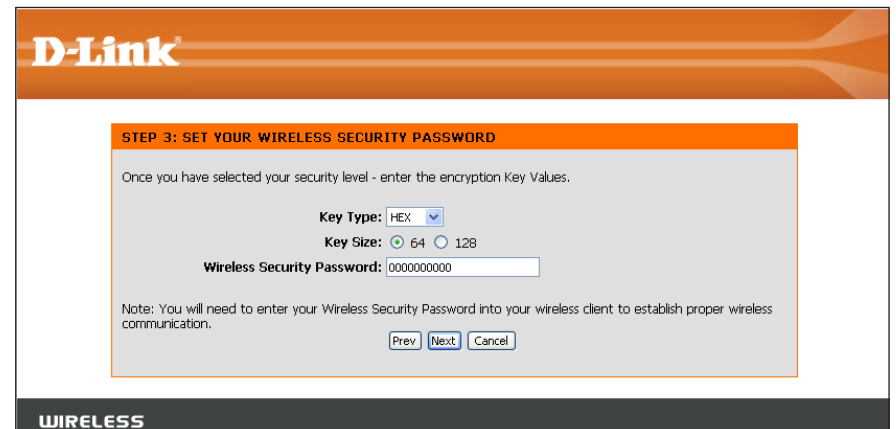 D-Link®
STEP 3: SET YOUR WIRELESS SECURITY PASSWORD
Once you have selected your security level - enter the encryption Key Values.
Key Type: HEX
Key Size: 64 128
Wireless Security Password: 0000000000
Note: You will need to enter your Wireless Security Password into your wireless client to establish proper wireless
communication.
Prev Next Cancel
WIRELESS